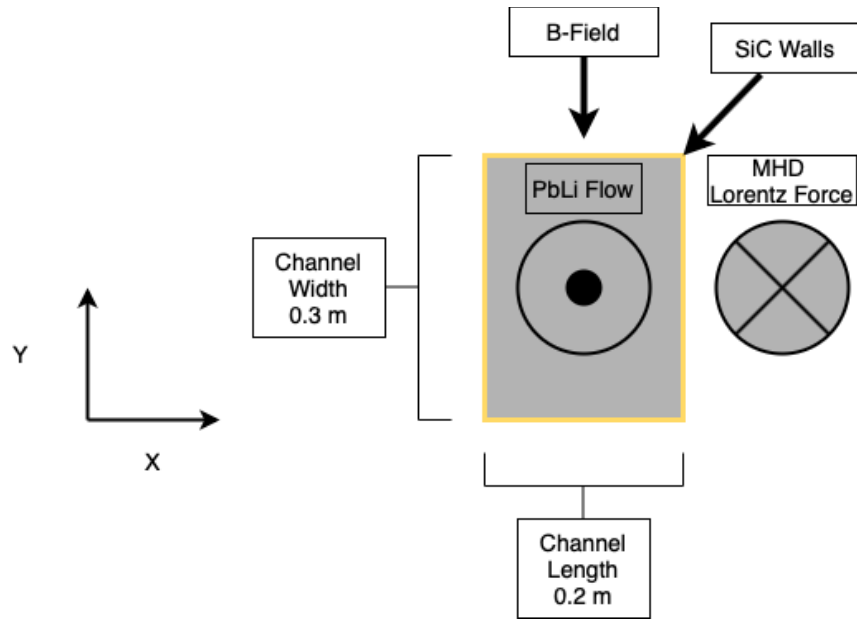 B-Field
SiC Walls
PbLi Flow
MHD
Lorentz Force
Channel
Width
0.3 m
Y
X
Channel
Length
0.2 m